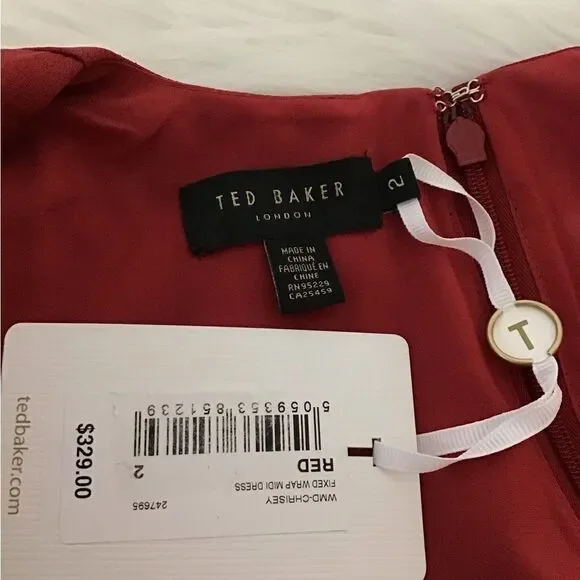 TED BAKER
LONDON
2
MADE IN
CHINA
FABRIQUÉ EN
CHINE
RN95229
CA25459
T
tedbaker.com
$329.00
WMD-CHRISEY
FIXED WRAP MIDI DRESS
247695
RED
2
5 059353 851239